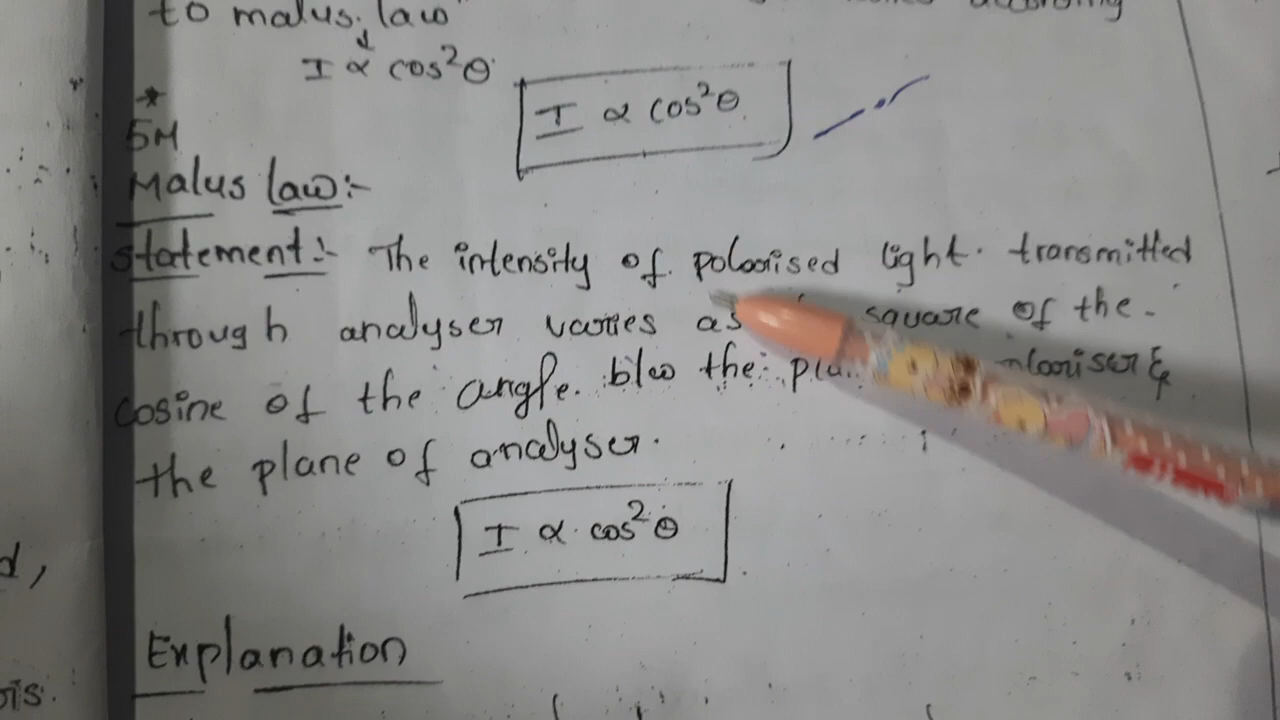 to malus law according
I ∝ cos²θ
I ∝ cos²θ
5M
Malus law:-
Statement:- The intensity of polarised light. transmitted
through analyser varies as square of the
cosine of the angle. b/w the
the plane of analyser.
I ∝ cos²θ
d,
Explanation